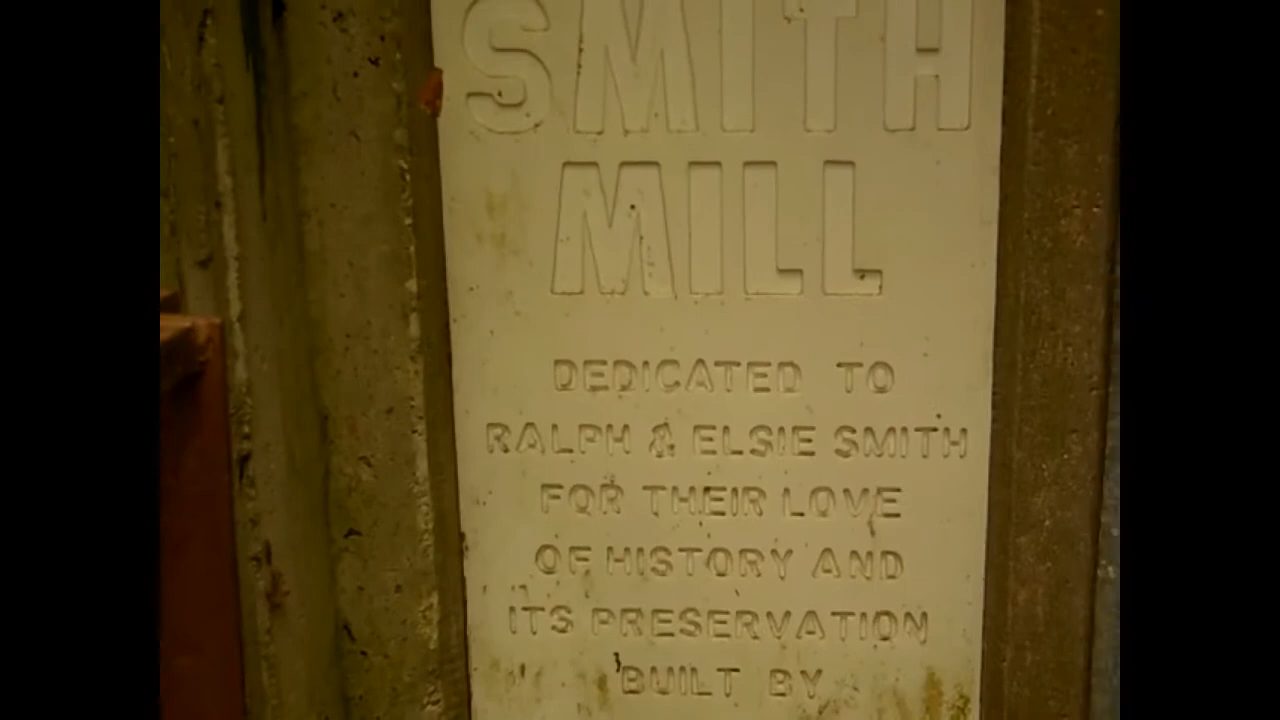 SMITH
MILL
DEDICATED TO
RALPH & ELSIE SMITH
FOR THEIR LOVE
OF HISTORY AND
ITS PRESERVATION
BUILT BY